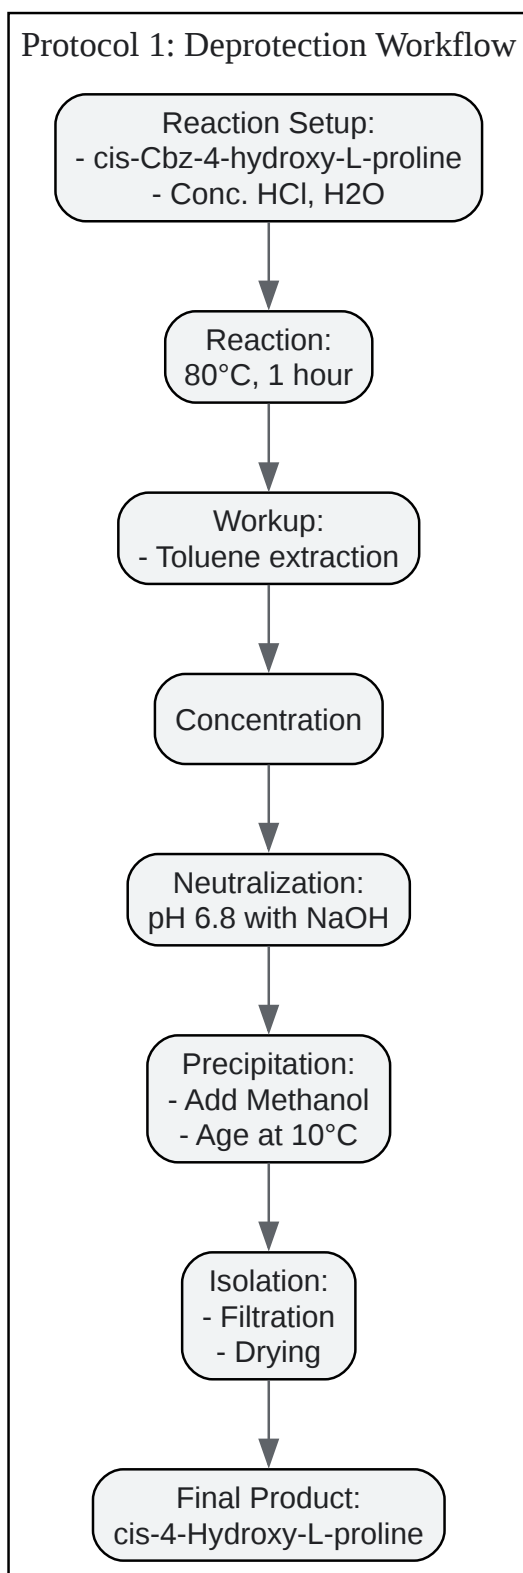 Protocol 1: Deprotection Workflow
Reaction Setup:
- cis-Cbz-4-hydroxy-L-proline
- Conc. HCl, H2O
Reaction:
80°C, 1 hour
Workup:
- Toluene extraction
Concentration
Neutralization:
pH 6.8 with NaOH
Precipitation:
- Add Methanol
- Age at 10°C
Isolation:
- Filtration
- Drying
Final Product:
cis-4-Hydroxy-L-proline